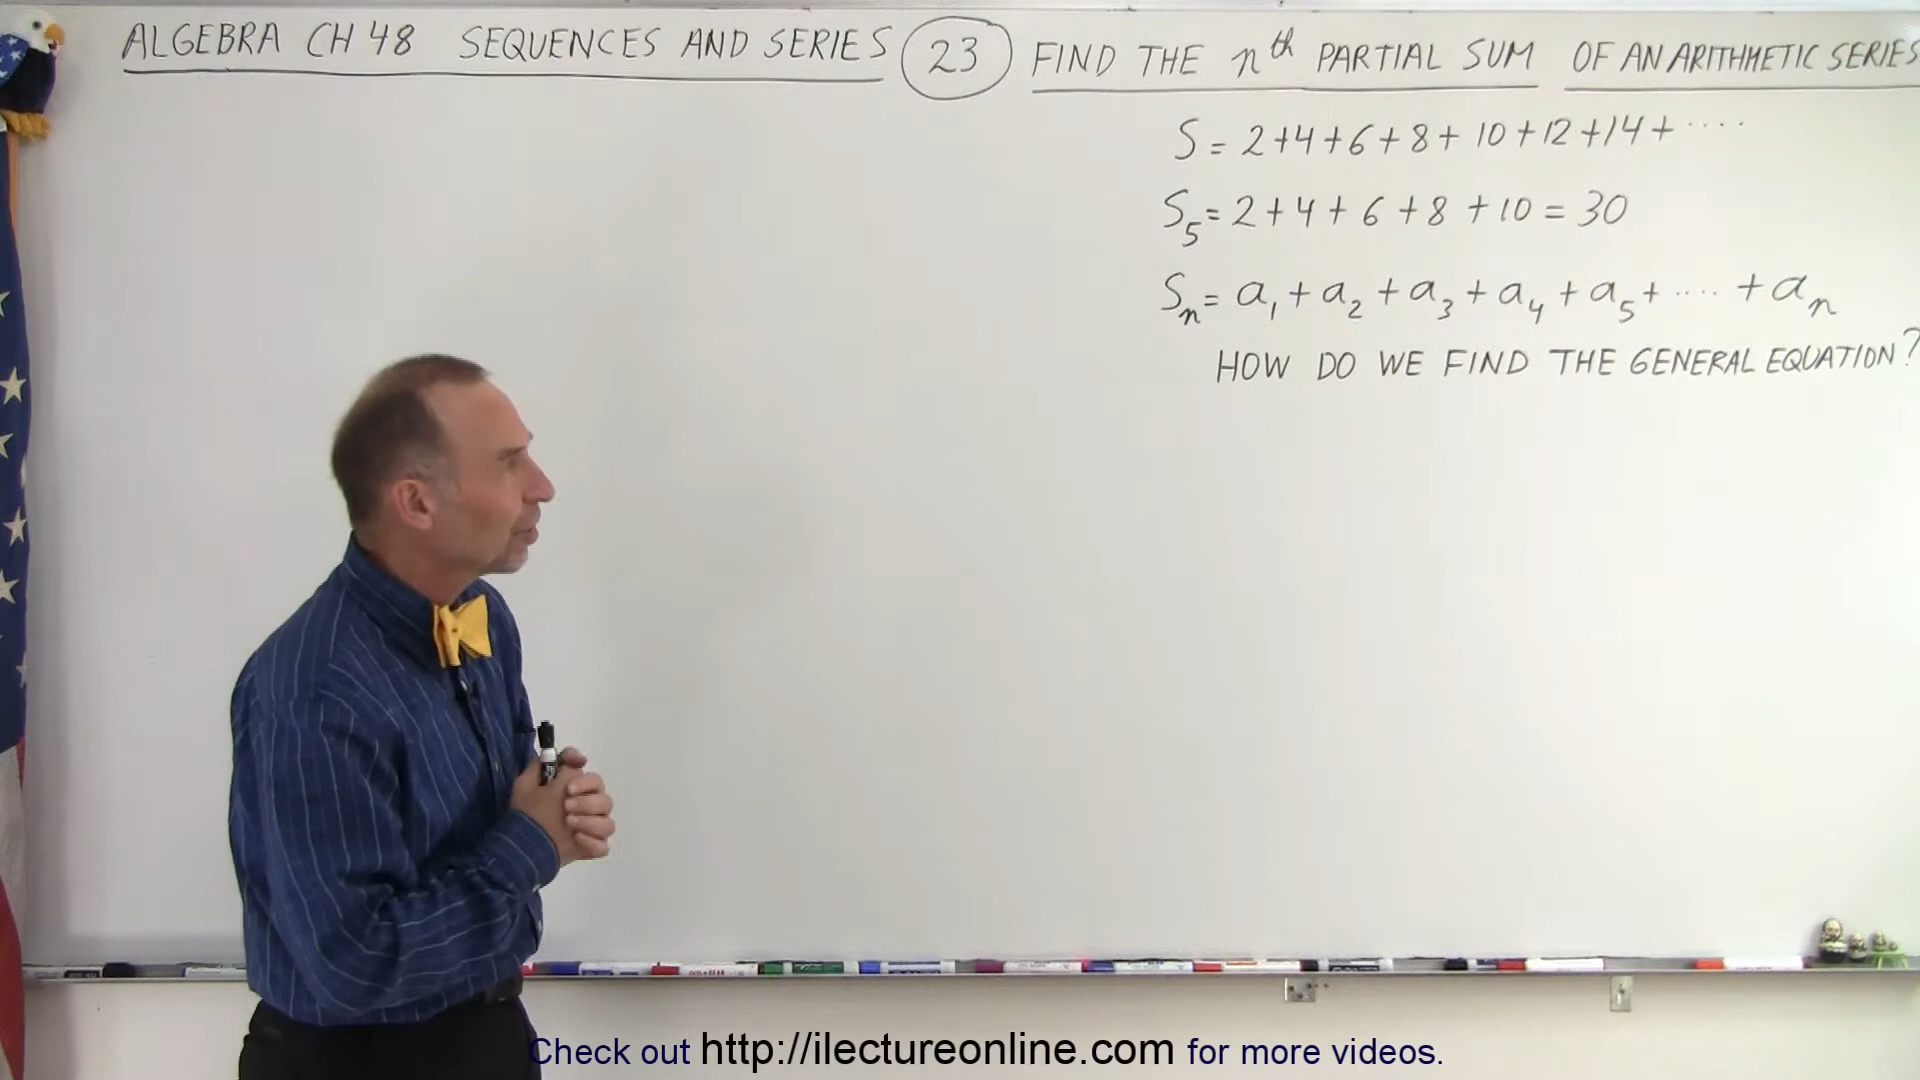 ALGEBRA CH 48 SEQUENCES AND SERIES 23 FIND THE nth PARTIAL SUM OF AN ARITHMETIC SERIES
S = 2+4+6+8+10+12+14+ ....
S5 = 2+4+6+8+10 = 30
Sn = a1 + a2 + a3 + a4 + a5 + .... + an
HOW DO WE FIND THE GENERAL EQUATION?
Check out http://ilectureonline.com for more videos.